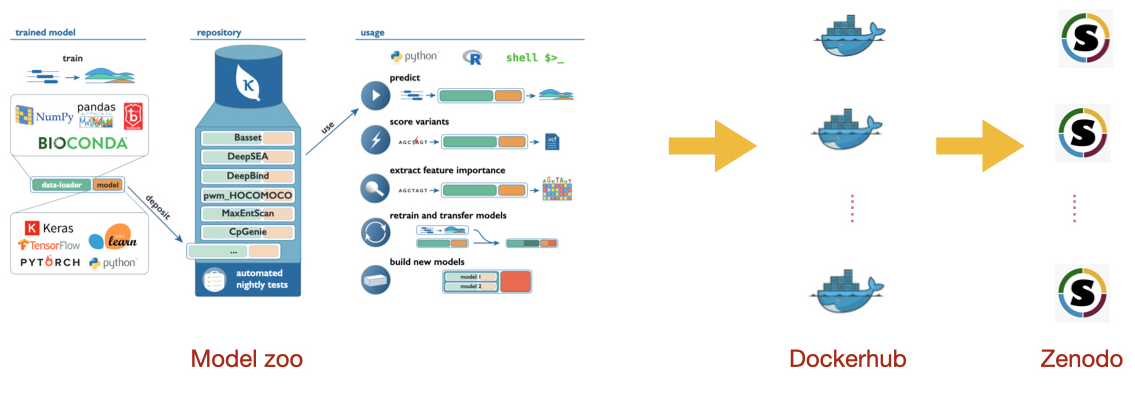 trained model
train
NumPy
pandas
BIOCONDA
data-loader model
deposit
Keras
TensorFlow
learn
PYTORCH
python
repository
K
Basset
DeepSEA
DeepBind
pwm_HOCOMOCO
MaxEntScan
CpGenie
...
automated
nightly tests
use
usage
python
R
shell $>_
predict
score variants
AGCTAGT
.vcf
extract feature importance
AGCTAGT
AGCTAGT
retrain and transfer models
build new models
model 1
model 2
S
S
S
Model zoo
Dockerhub
Zenodo